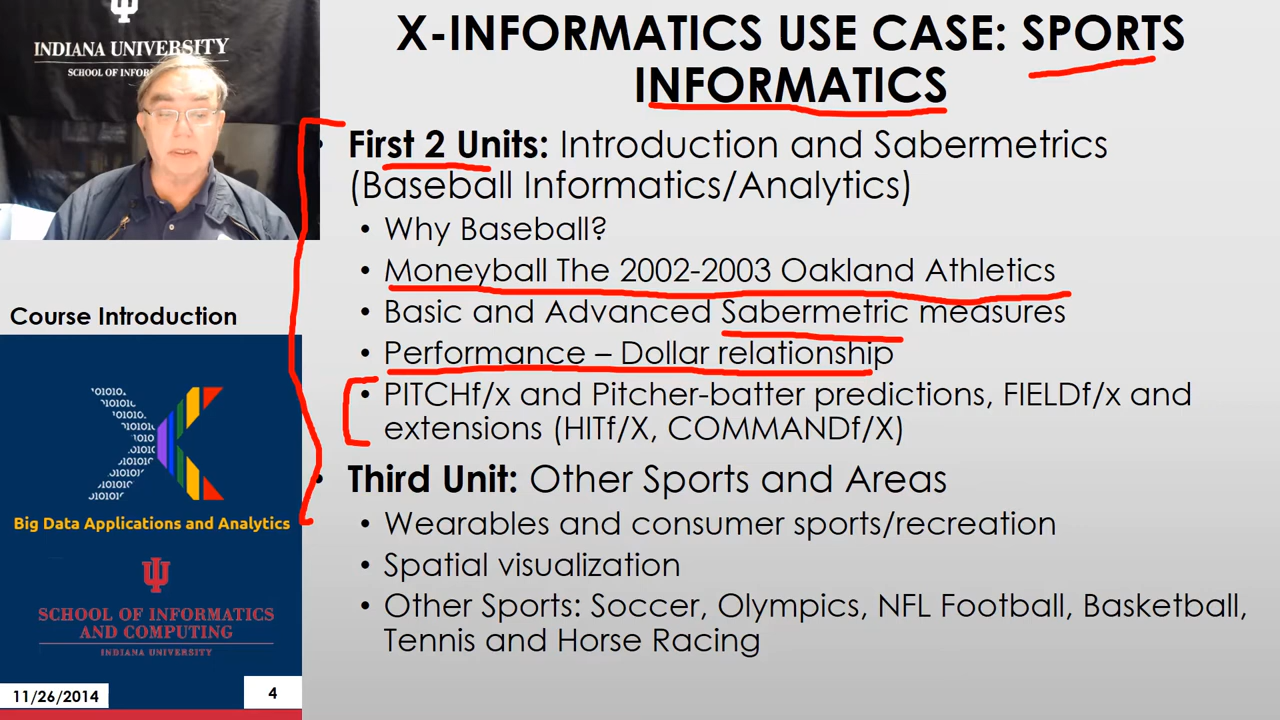 INDIANA UNIVERSITY
SCHOOL OF INFOR
X-INFORMATICS USE CASE: SPORTS
INFORMATICS
• First 2 Units: Introduction and Sabermetrics
(Baseball Informatics/Analytics)
• Why Baseball?
• Moneyball The 2002-2003 Oakland Athletics
• Basic and Advanced Sabermetric measures
• Performance – Dollar relationship
• PITCHf/x and Pitcher-batter predictions, FIELDf/x and
extensions (HITf/X, COMMANDf/X)
• Third Unit: Other Sports and Areas
• Wearables and consumer sports/recreation
• Spatial visualization
• Other Sports: Soccer, Olympics, NFL Football, Basketball,
Tennis and Horse Racing
Course Introduction
Big Data Applications and Analytics
SCHOOL OF INFORMATICS
AND COMPUTING
INDIANA UNIVERSITY
11/26/2014
4